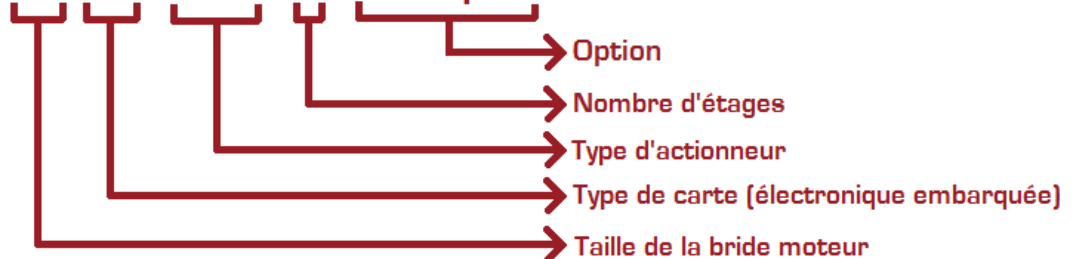 Option
Nombre d'étages
Type d'actionneur
Type de carte (électronique embarquée)
Taille de la bride moteur